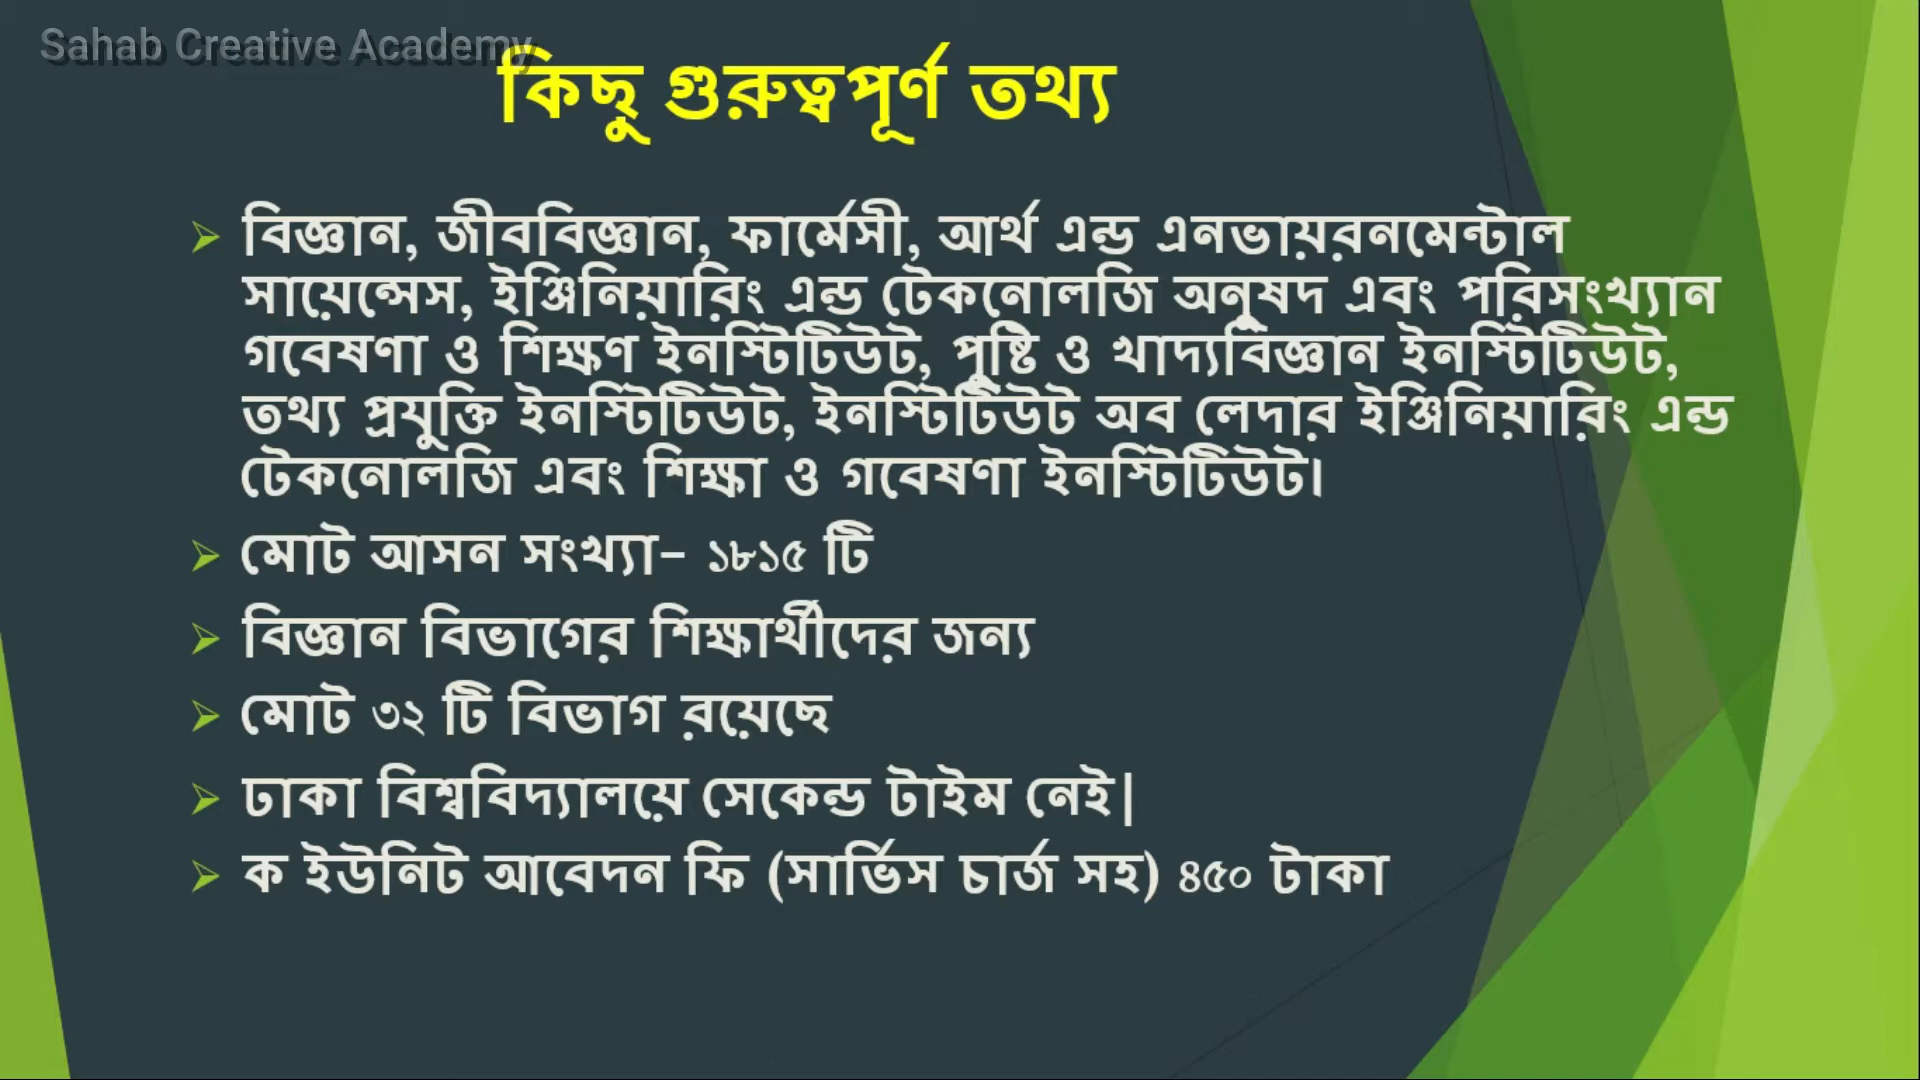 Sahab Creative Academy
কিছু গুরুত্বপূর্ণ তথ্য
➢ বিজ্ঞান, জীববিজ্ঞান, ফার্মেসী, আর্থ এন্ড এনভায়রনমেন্টাল
সায়েন্সেস, ইঞ্জিনিয়ারিং এন্ড টেকনোলজি অনুষদ এবং পরিসংখ্যান
গবেষণা ও শিক্ষণ ইনস্টিটিউট, পুষ্টি ও খাদ্যবিজ্ঞান ইনস্টিটিউট,
তথ্য প্রযুক্তি ইনস্টিটিউট, ইনস্টিটিউট অব লেদার ইঞ্জিনিয়ারিং এন্ড
টেকনোলজি এবং শিক্ষা ও গবেষণা ইনস্টিটিউট।
➢ মোট আসন সংখ্যা– ১৮১৫ টি
➢ বিজ্ঞান বিভাগের শিক্ষার্থীদের জন্য
➢ মোট ৩২ টি বিভাগ রয়েছে
➢ ঢাকা বিশ্ববিদ্যালয়ে সেকেন্ড টাইম নেই|
➢ ক ইউনিট আবেদন ফি (সার্ভিস চার্জ সহ) ৪৫০ টাকা